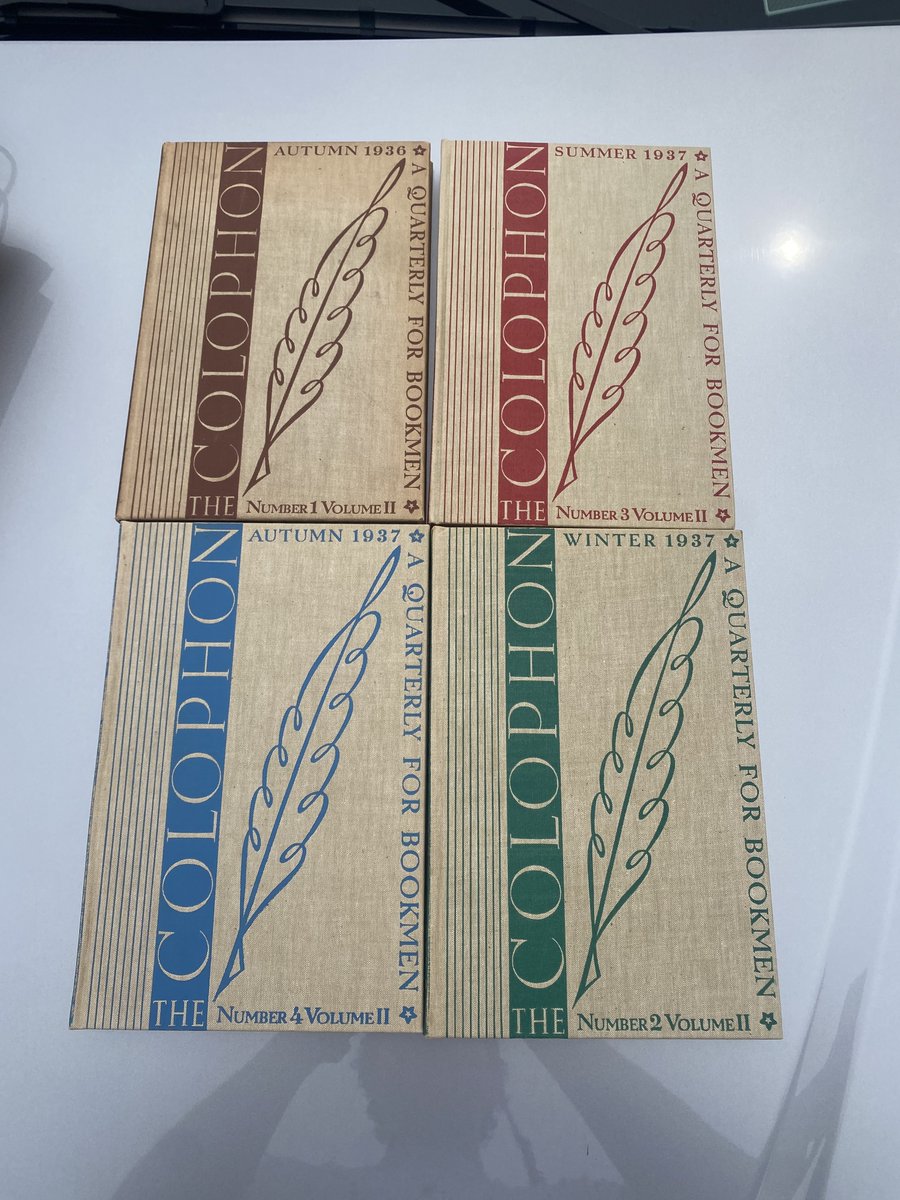 AUTUMN 1936
THE COLOPHON
A QUARTERLY FOR BOOKMEN
NUMBER 1 VOLUME II
SUMMER 1937
THE COLOPHON
A QUARTERLY FOR BOOKMEN
NUMBER 3 VOLUME II
AUTUMN 1937
THE COLOPHON
A QUARTERLY FOR BOOKMEN
NUMBER 4 VOLUME II
WINTER 1937
THE COLOPHON
A QUARTERLY FOR BOOKMEN
NUMBER 2 VOLUME II